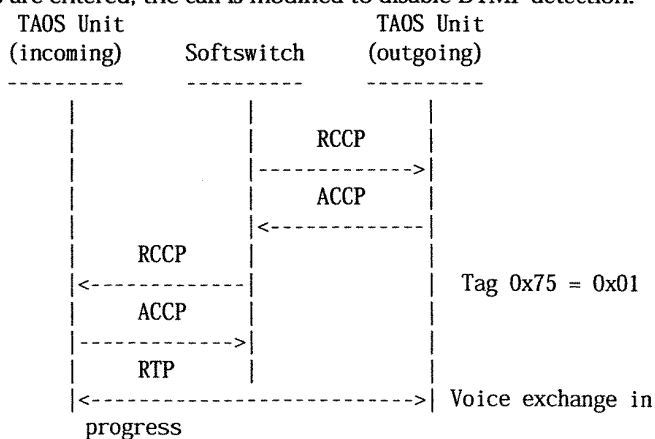 are entered, the call is modified to disable DTMF detection.
TAOS Unit TAOS Unit
(incoming) Softswitch (outgoing)
---------- ---------- ----------
| | |
| | RCCP |
| |-------------->|
| | ACCP |
| |<--------------|
| RCCP | |
|<--------------| | Tag 0x75 = 0x01
| ACCP | |
|-------------->| |
| RTP | |
|<---------------------------->| Voice exchange in
progress